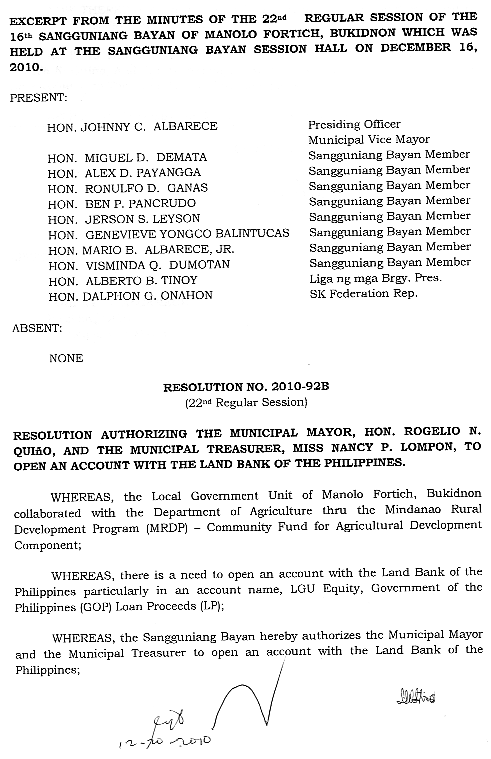 EXCERPT FROM THE MINUTES OF THE 22nd REGULAR SESSION OF THE
16th SANGGUNIANG BAYAN OF MANOLO FORTICH, BUKIDNON WHICH WAS
HELD AT THE SANGGUNIANG BAYAN SESSION HALL ON DECEMBER 16,
2010.
PRESENT:
HON. JOHNNY C. ALBARECE Presiding Officer
Municipal Vice Mayor
HON. MIGUEL D. DEMATA Sangguniang Bayan Member
HON. ALEX D. PAYANGGA Sangguniang Bayan Member
HON. RONULFO D. GANAS Sangguniang Bayan Member
HON. BEN P. PANCRUDO Sangguniang Bayan Member
HON. JERSON S. LEYSON Sangguniang Bayan Member
HON. GENEVIEVE YONGCO BALINTUCAS Sangguniang Bayan Member
HON. MARIO B. ALBARECE, JR. Sangguniang Bayan Member
HON. VISMINDA Q. DUMOTAN Sangguniang Bayan Member
HON. ALBERTO B. TINOY Liga ng mga Brgy. Pres.
HON. DALPHON G. ONAHON SK Federation Rep.
ABSENT:
NONE
RESOLUTION NO. 2010-92B
(22nd Regular Session)
RESOLUTION AUTHORIZING THE MUNICIPAL MAYOR, HON. ROGELIO N.
QUIÑO, AND THE MUNICIPAL TREASURER, MISS NANCY P. LOMPON, TO
OPEN AN ACCOUNT WITH THE LAND BANK OF THE PHILIPPINES.
WHEREAS, the Local Government Unit of Manolo Fortich, Bukidnon
collaborated with the Department of Agriculture thru the Mindanao Rural
Development Program (MRDP) – Community Fund for Agricultural Development
Component;
WHEREAS, there is a need to open an account with the Land Bank of the
Philippines particularly in an account name, LGU Equity, Government of the
Philippines (GOP) Loan Proceeds (LP);
WHEREAS, the Sangguniang Bayan hereby authorizes the Municipal Mayor
and the Municipal Treasurer to open an account with the Land Bank of the
Philippines;
12-20-2010